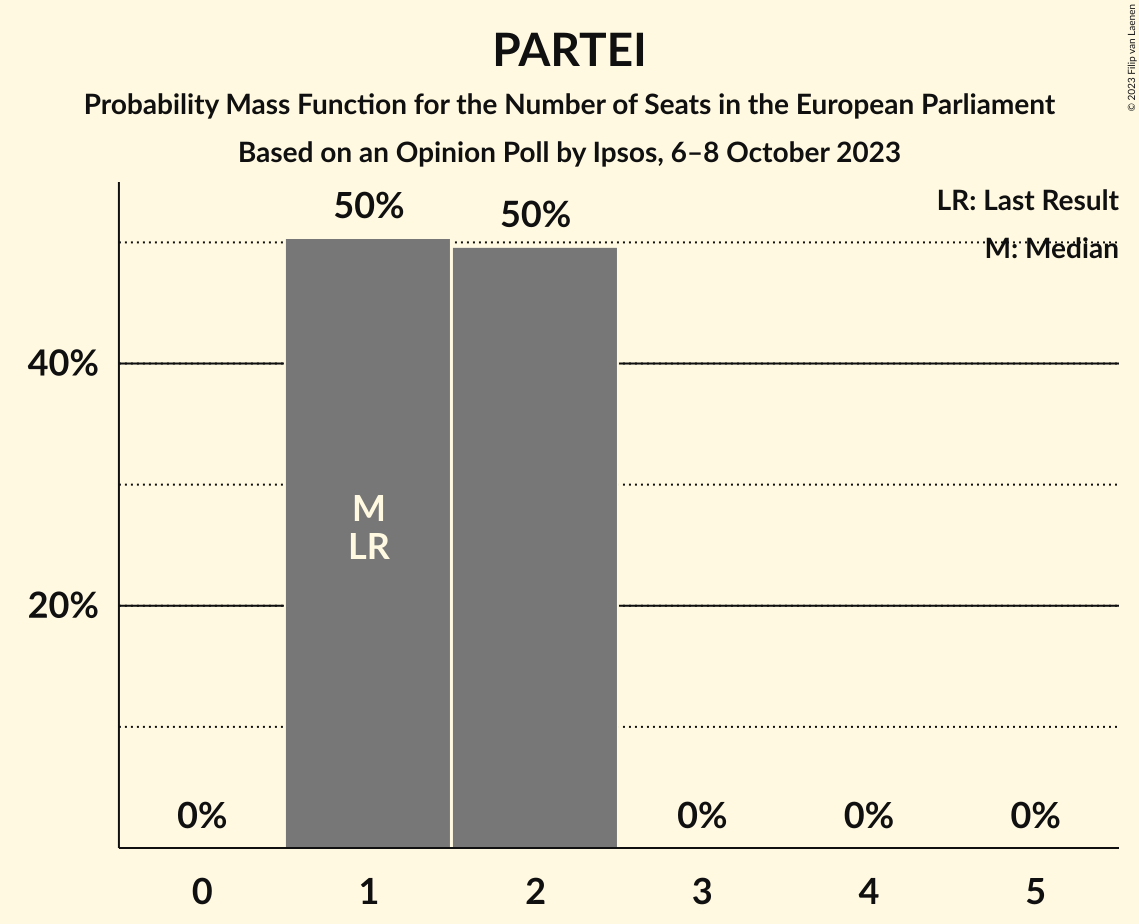 PARTEI
Probability Mass Function for the Number of Seats in the European Parliament
Based on an Opinion Poll by Ipsos, 6–8 October 2023
© 2023 Filip van Laenen
LR: Last Result
M: Median
50%
50%
40%
20%
M
LR
0%
0%
0%
0%
0
1
2
3
4
5